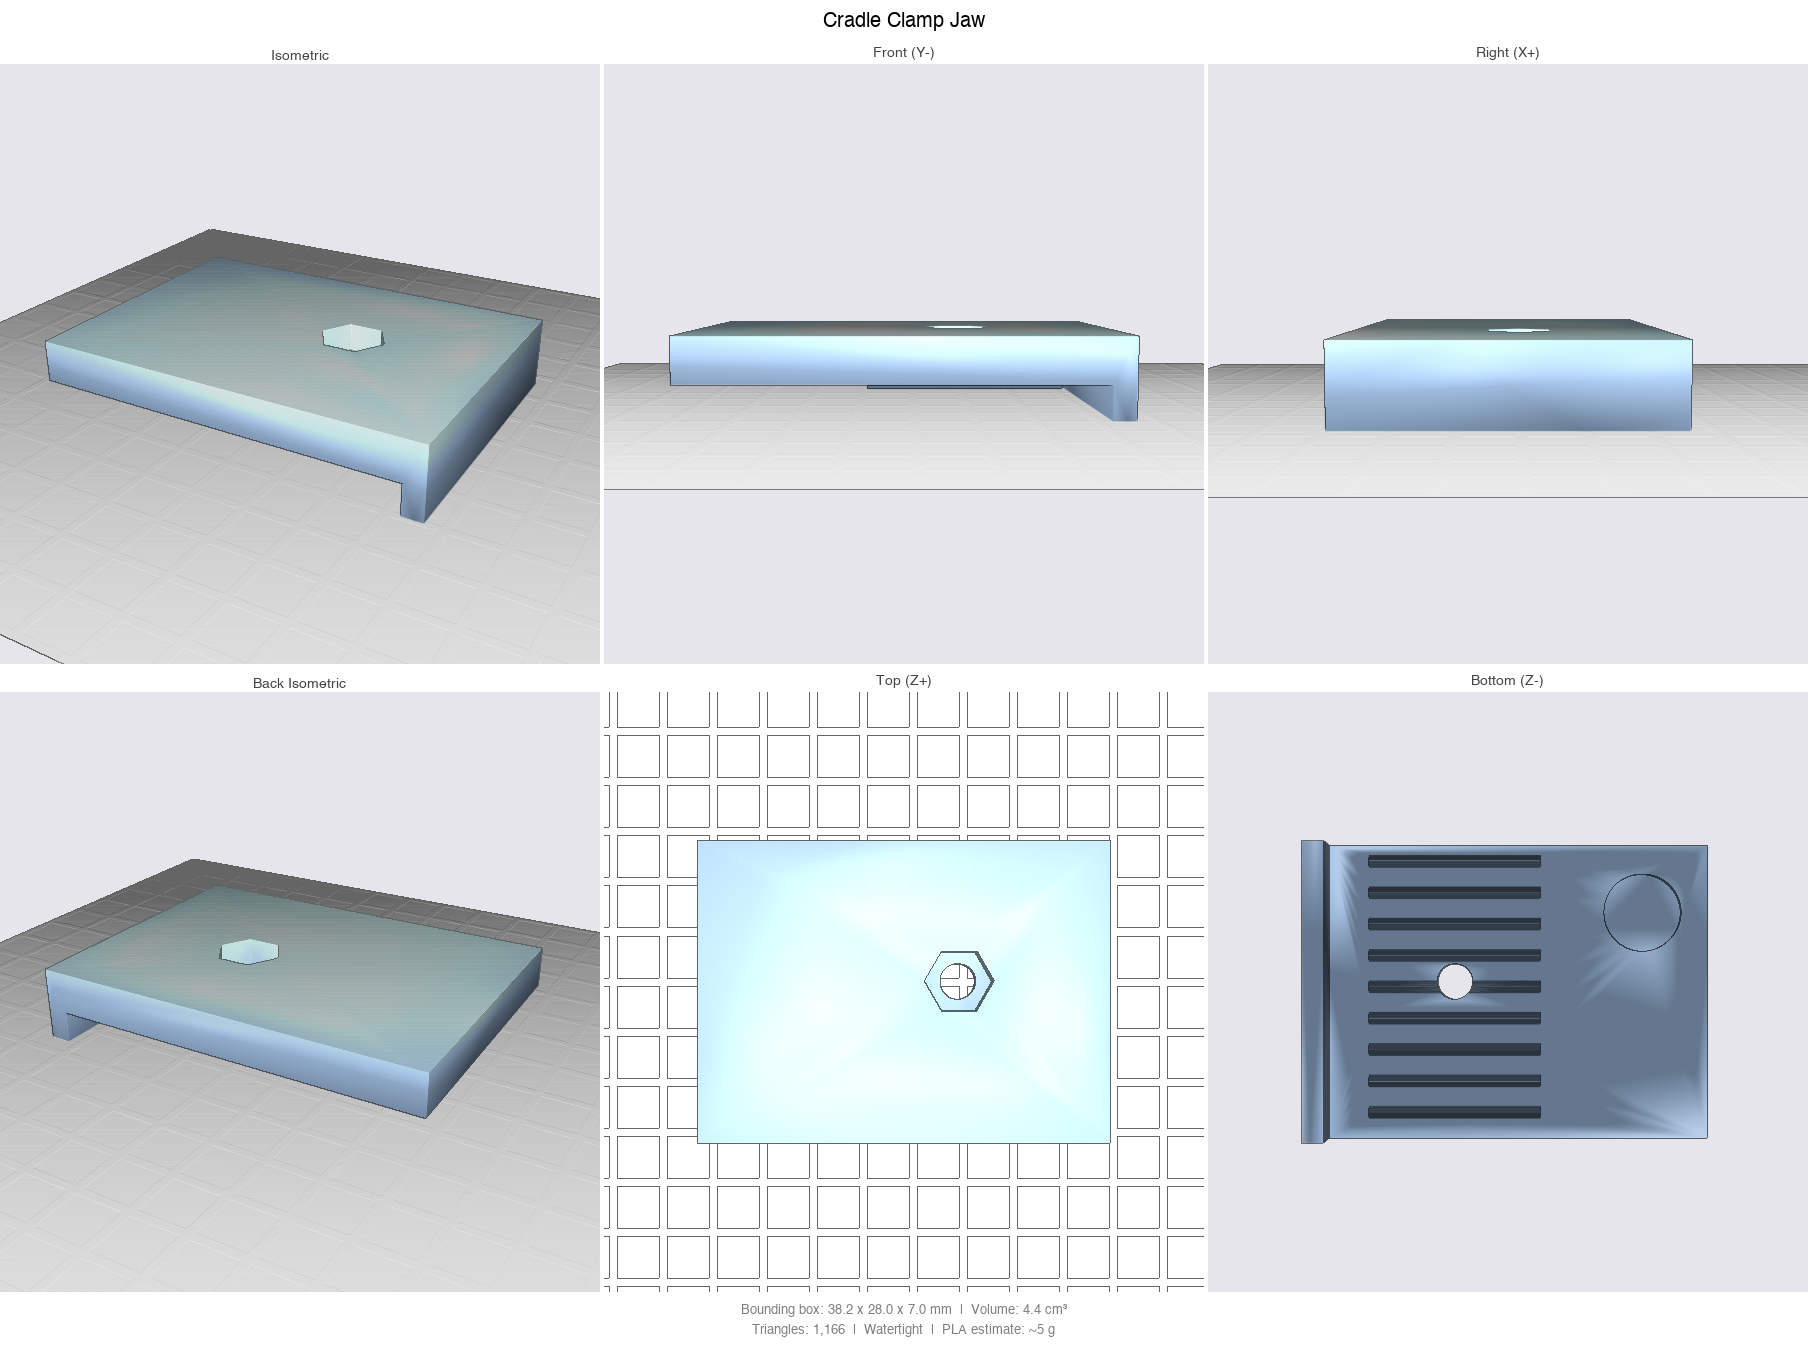 Cradle Clamp Jaw
Isometric
Front (Y-)
Right (X+)
Back Isometric
Top (Z+)
Bottom (Z-)
Bounding box: 38.2 x 28.0 x 7.0 mm | Volume: 4.4 cm³
Triangles: 1,166 | Watertight | PLA estimate: ~5 g